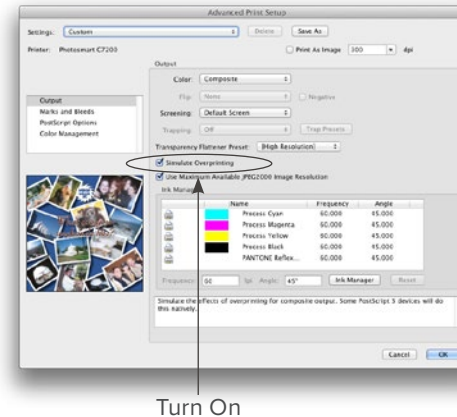 Advanced Print Setup
Settings: Custom Delete Save As
Printer: Photosmart C7200 Print As Image 300 dpi
Output
Color: Composite
Flip: None Negative
Screening: Default Screen
Trapping: Off Trap Presets
Transparency Flattener Preset: [High Resolution]
Simulate Overprinting
Use Maximum Available JPEG2000 Image Resolution
Ink Manager
Output
Marks and Bleeds
PostScript Options
Color Management
Name Frequency Angle
Process Cyan 60.000 45.000
Process Magenta 60.000 45.000
Process Yellow 60.000 45.000
Process Black 60.000 45.000
PANTONE Reflex... 60.000 45.000
Frequency: 60 lpi Angle: 45° Ink Manager Reset
Simulate the effects of overprinting for composite output. Some PostScript 3 devices will do
this natively.
Cancel OK
Turn On